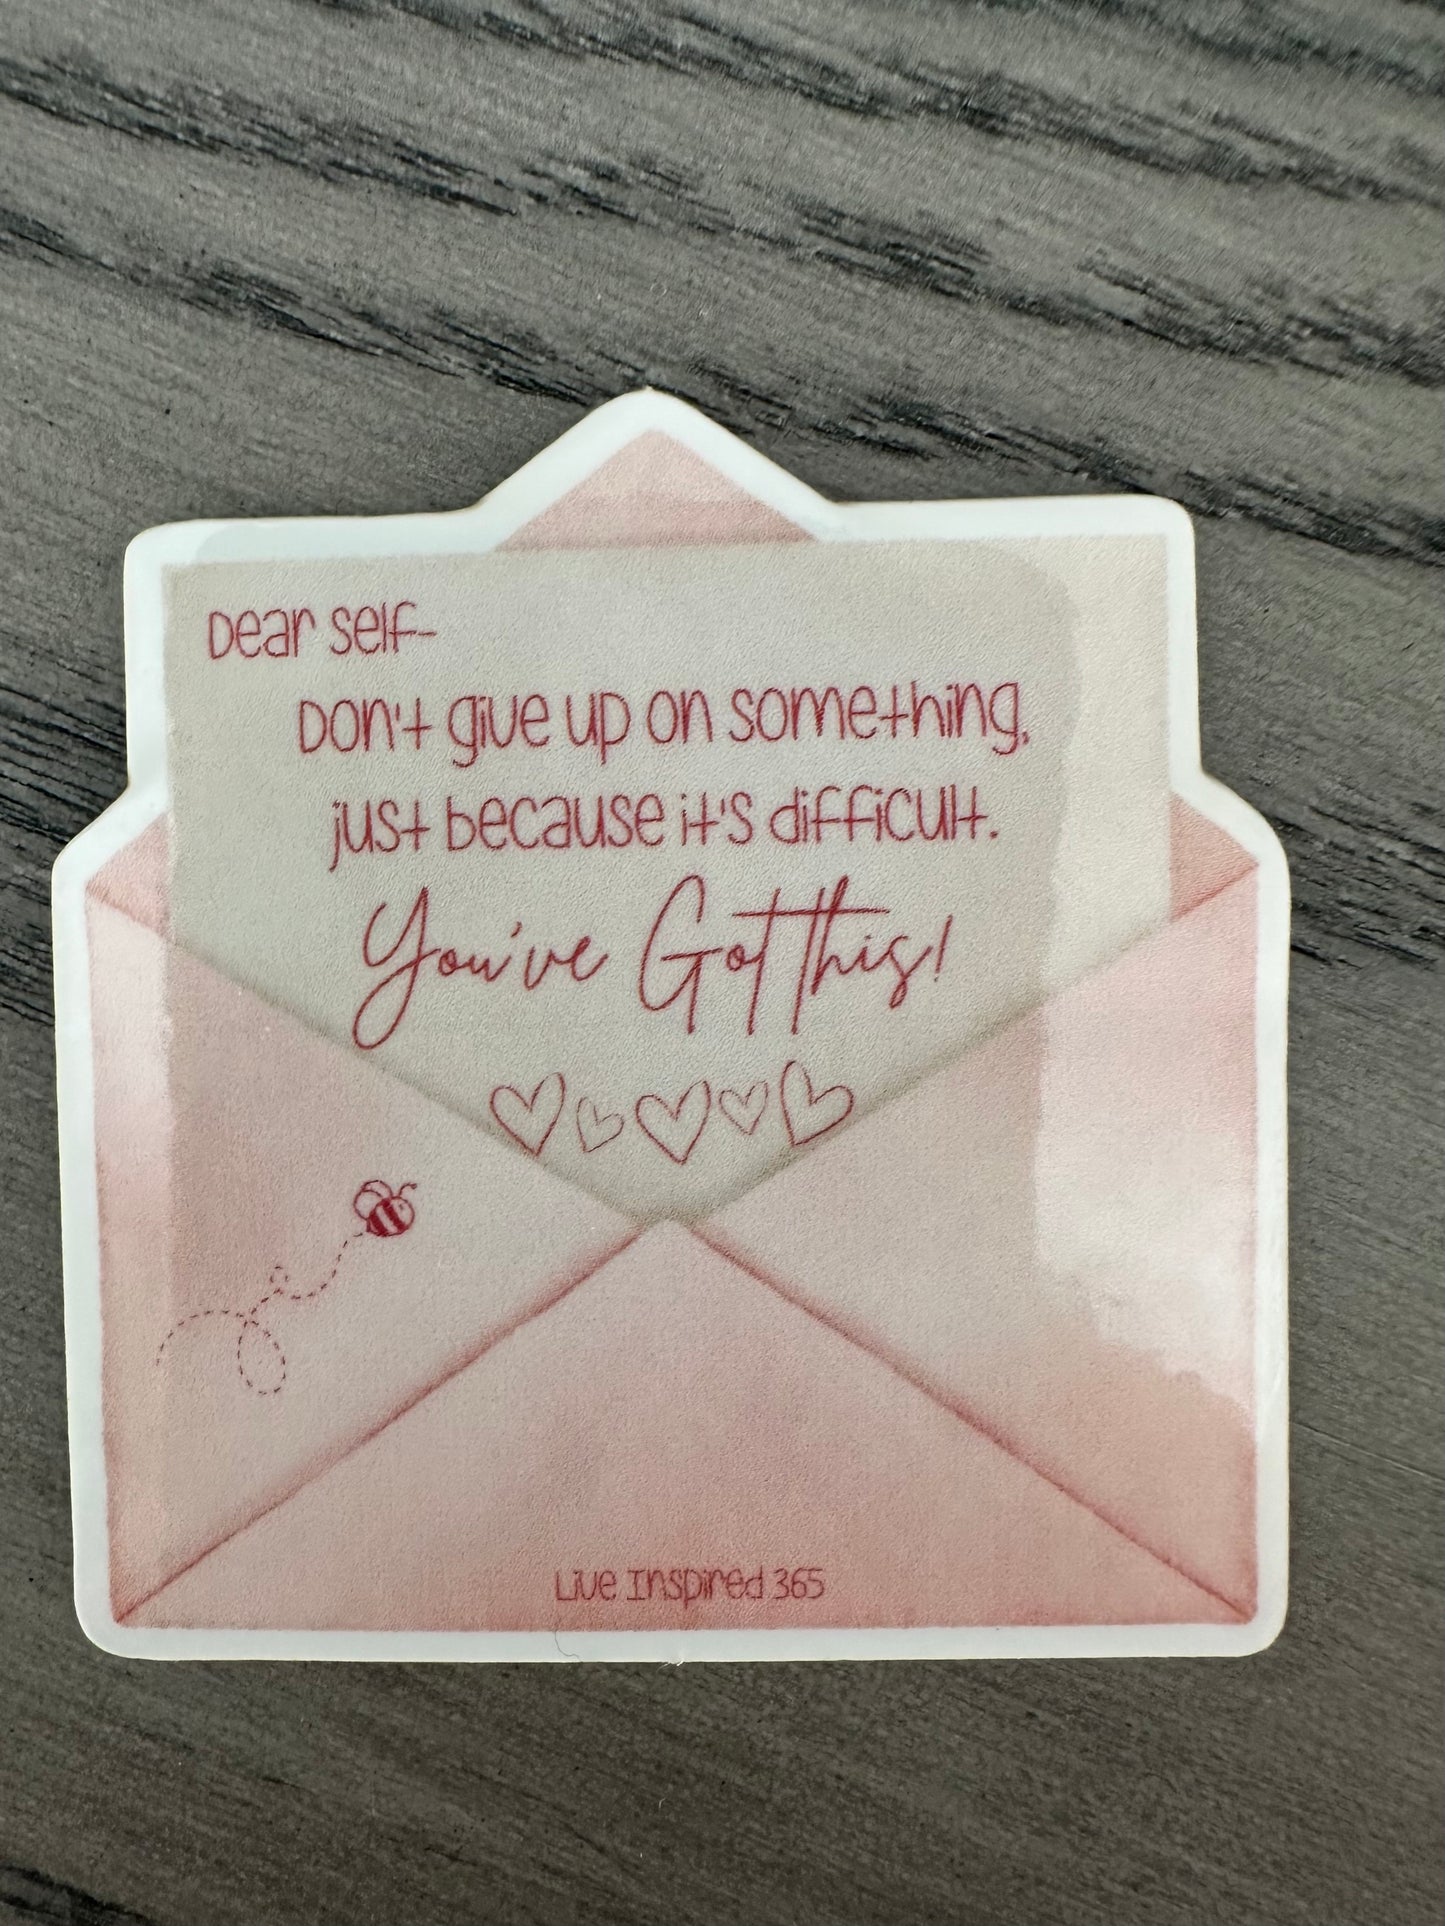 Dear Self-
Don't give up on something,
just because it's difficult.
You've Got This!
Live Inspired 365